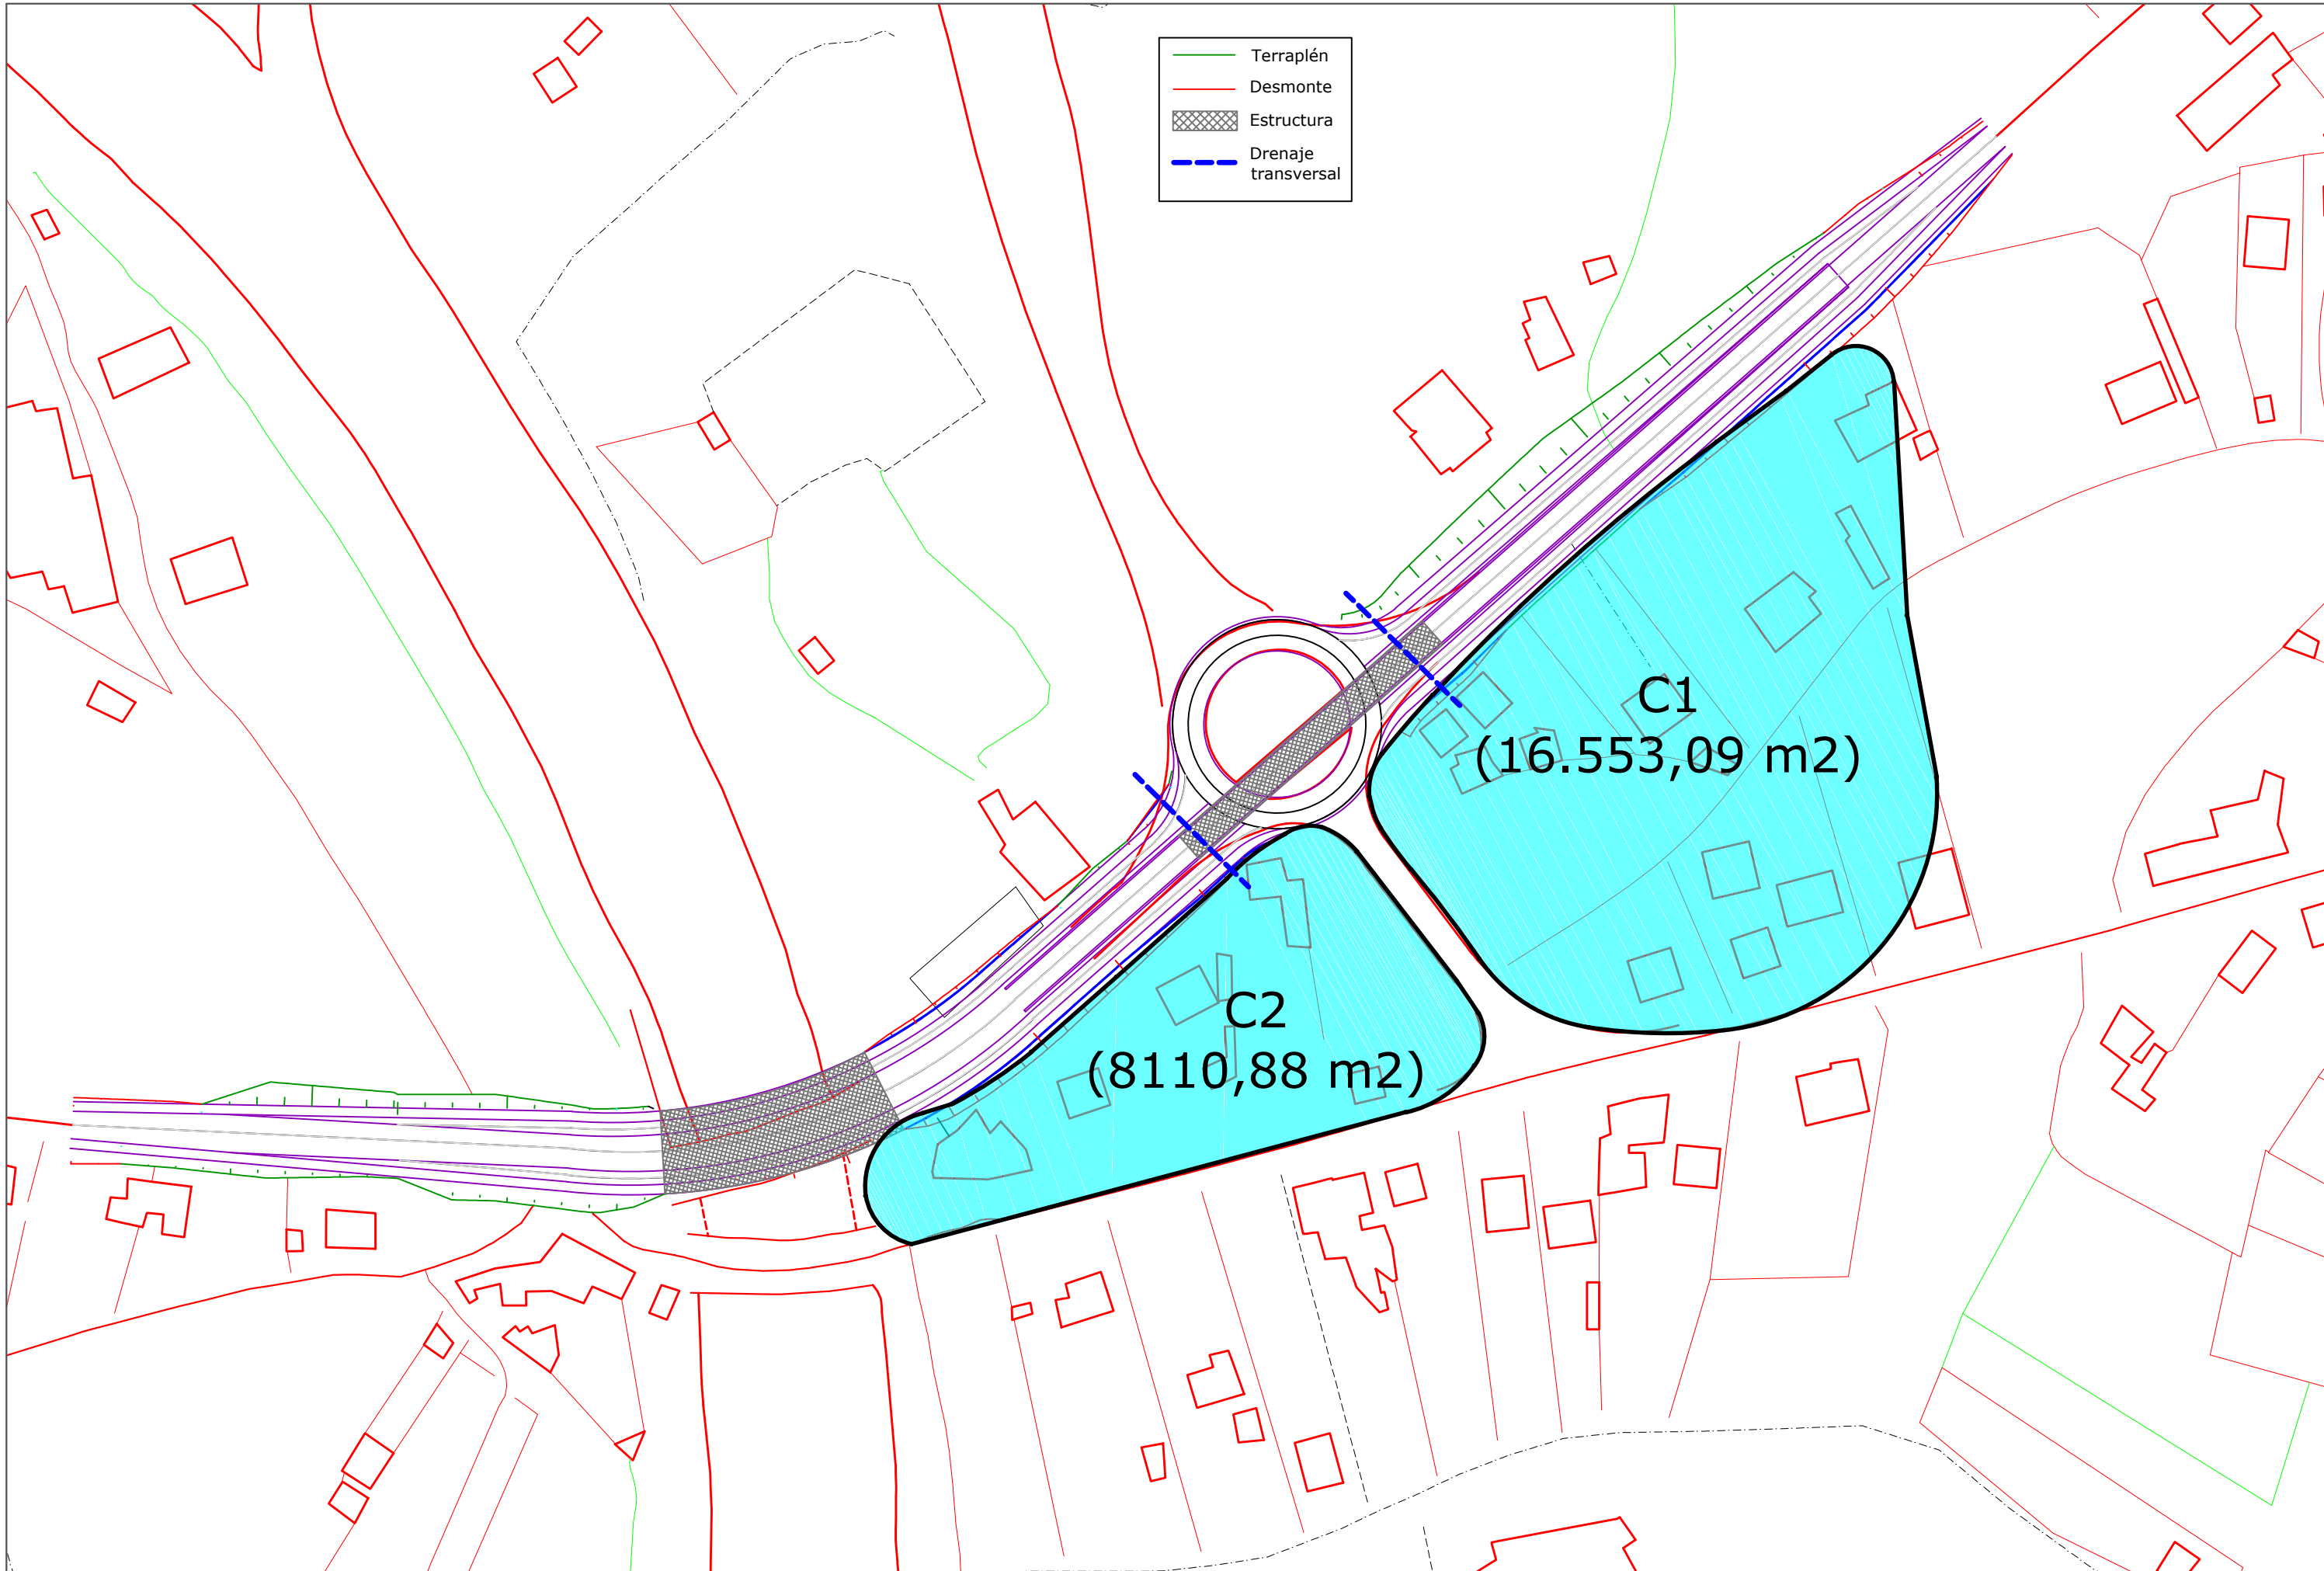 Terraplén
Desmonte
Estructura
Drenaje
transversal
C1
(16.553,09 m2)
C2
(8110,88 m2)